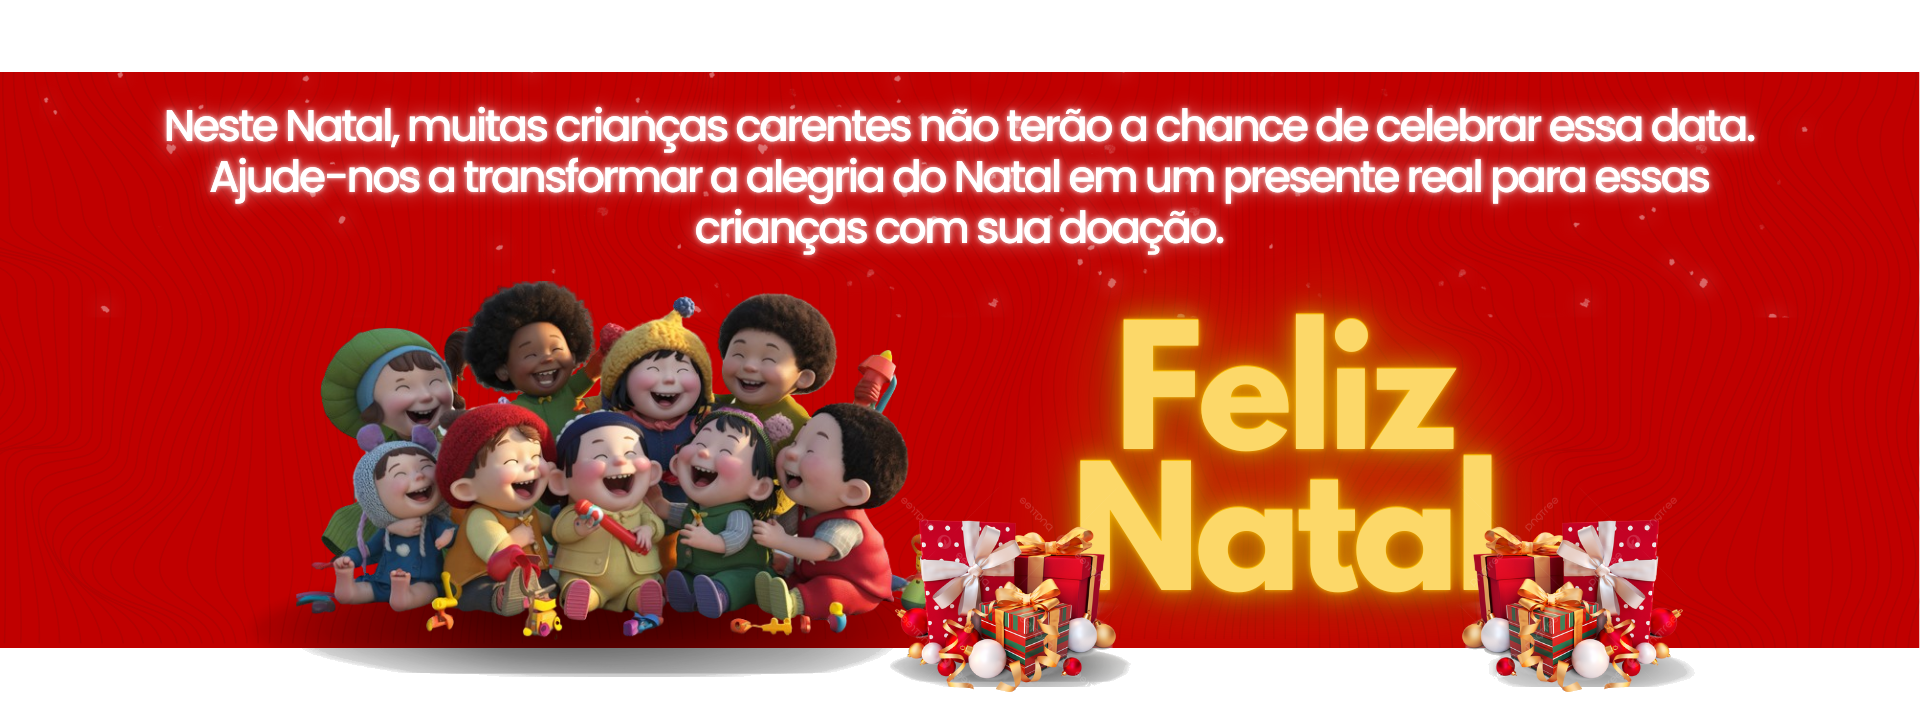 Neste Natal, muitas crianças carentes não terão a chance de celebrar essa data.
Ajude-nos a transformar a alegria do Natal em um presente real para essas
crianças com sua doação.
Feliz
Natal